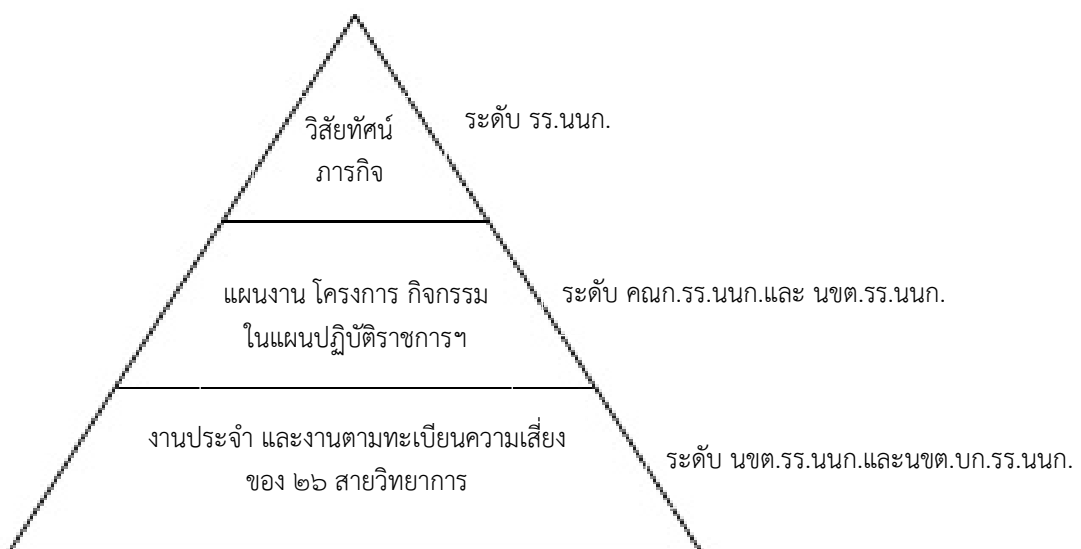 วิสัยทัศน์
ภารกิจ
ระดับ รร.นนก.
แผนงาน โครงการ กิจกรรม
ในแผนปฏิบัติราชการฯ
ระดับ คณก.รร.นนก.และ นขต.รร.นนก.
งานประจำ และงานตามทะเบียนความเสี่ยง
ของ ๒๖ สายวิทยาการ
ระดับ นขต.รร.นนก.และนขต.บก.รร.นนก.